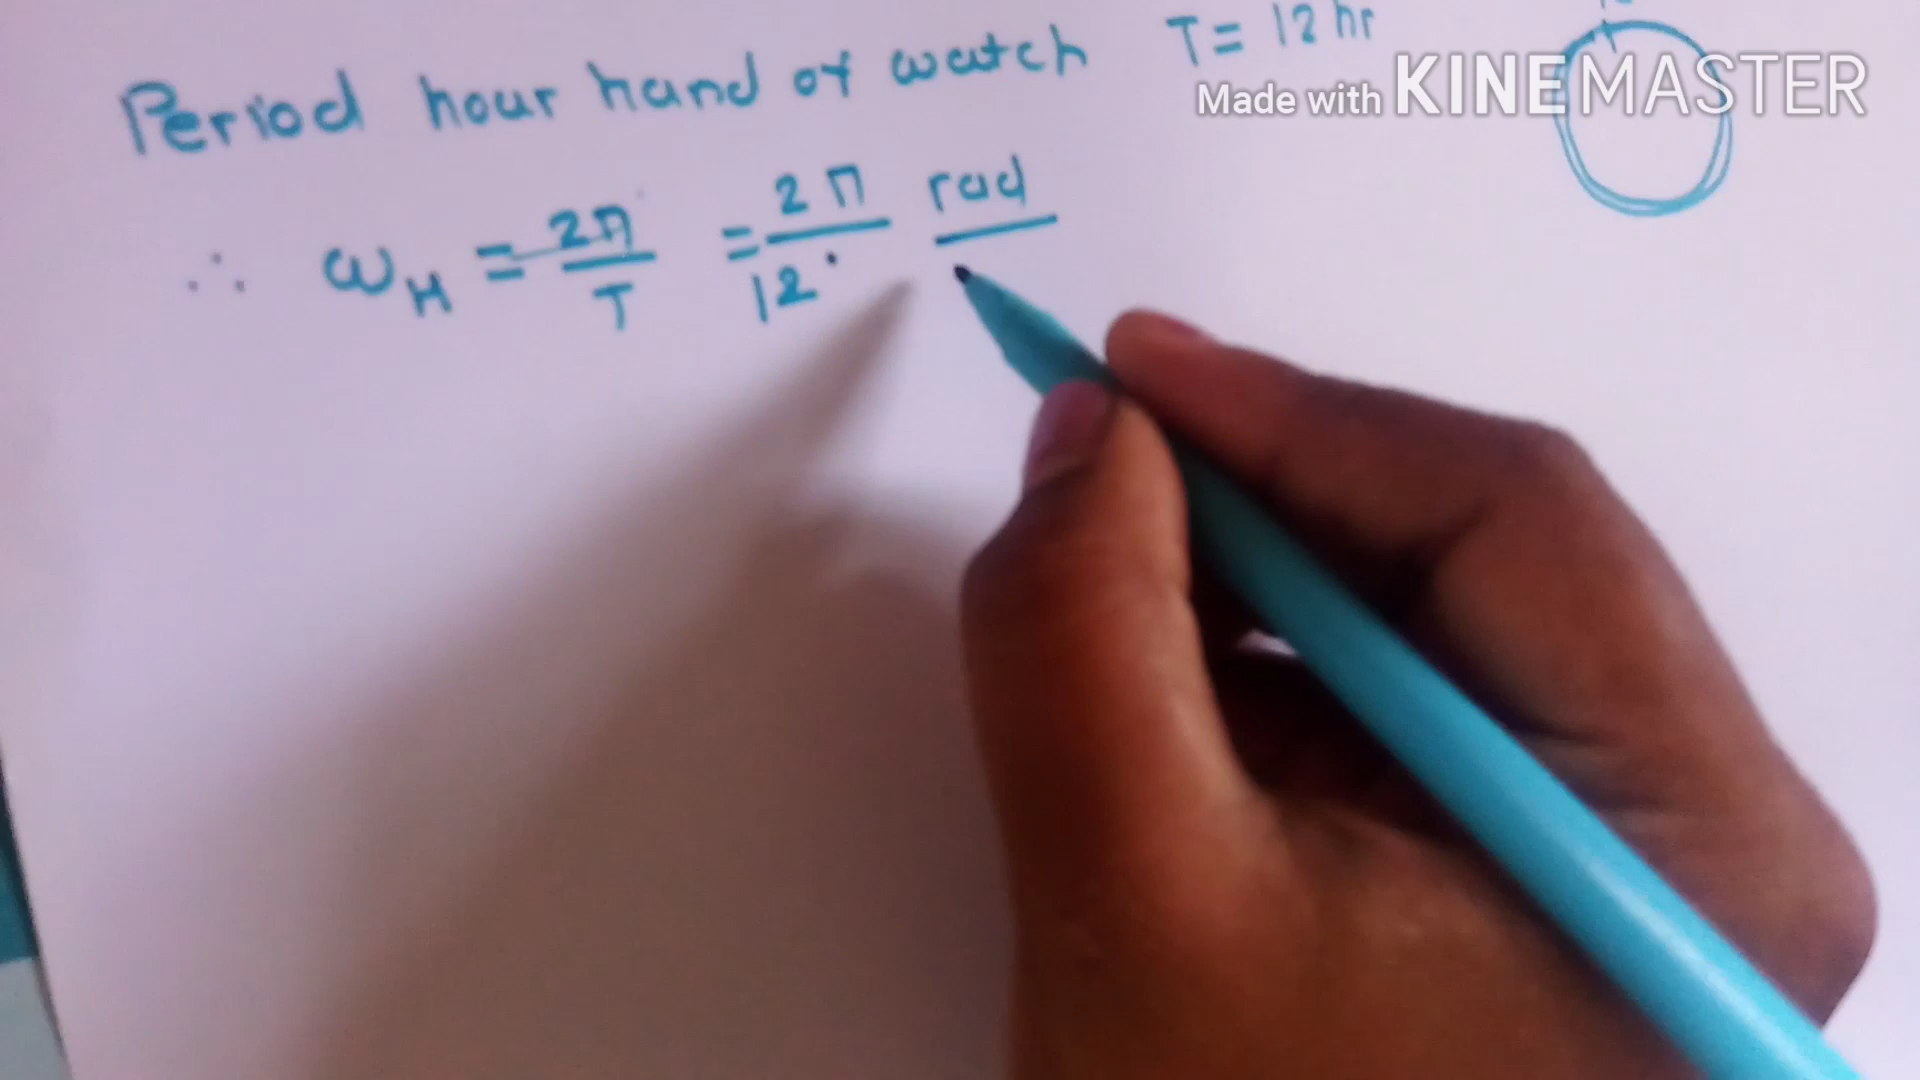 Period hour hand of watch T = 12 hr
Made with KINEMASTER
∴ ω_H = 2π/T = 2π/12 rad/